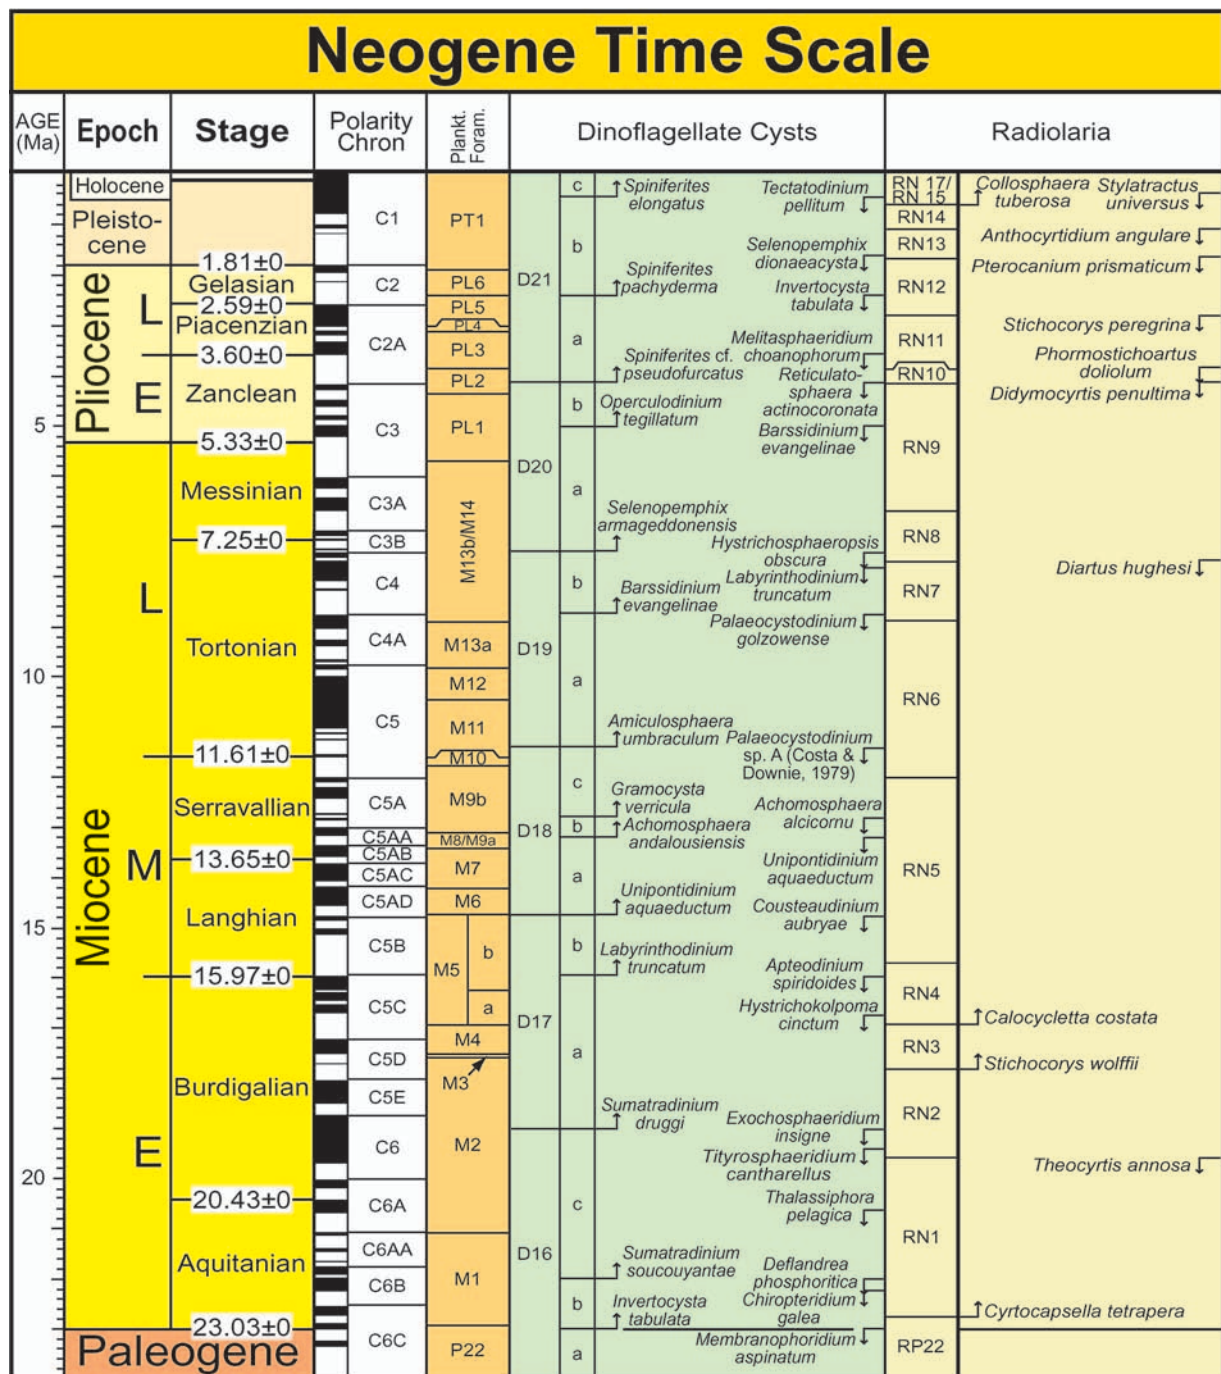 Neogene Time Scale
AGE
(Ma)
Epoch
Stage
Polarity
Chron
Plankt.
Foram.
Dinoflagellate Cysts
Radiolaria
5
10
15
20
Holocene
Pleisto-
cene
Pliocene
L
E
Miocene
L
M
E
Paleogene
1.81±0
Gelasian
2.59±0
Piacenzian
3.60±0
Zanclean
5.33±0
Messinian
7.25±0
Tortonian
11.61±0
Serravallian
13.65±0
Langhian
15.97±0
Burdigalian
20.43±0
Aquitanian
23.03±0
C1
C2
C2A
C3
C3A
C3B
C4
C4A
C5
C5A
C5AA
C5AB
C5AC
C5AD
C5B
C5C
C5D
C5E
C6
C6A
C6AA
C6B
C6C
PT1
PL6
PL5
PL4
PL3
PL2
PL1
M13b/M14
M13a
M12
M11
M10
M9b
M8/M9a
M7
M6
M5
b
a
M4
M3
M2
M1
P22
D21
D20
D19
D18
D17
D16
c
b
a
b
a
b
a
c
b
a
b
a
c
b
a
Spiniferites
elongatus
Spiniferites
pachyderma
Spiniferites cf.
pseudofurcatus
Operculodinium
tegillatum
Selenopemphix
armageddonensis
Barssidinium
evangelinae
Amiculosphaera
umbraculum
Gramocysta
verricula
Achomosphaera
andalousiensis
Unipontidinium
aquaeductum
Labyrinthodinium
truncatum
Sumatradinium
druggi
Sumatradinium
soucouyantae
Invertocysta
tabulata
Tectatodinium
pellitum
Selenopemphix
dionaeacysta
Invertocysta
tabulata
Melitasphaeridium
choanophorum
Reticulato-
sphaera
actinocoronata
Barssidinium
evangelinae
Hystrichosphaeropsis
obscura
Labyrinthodinium
truncatum
Palaeocystodinium
golzowense
Palaeocystodinium
sp. A (Costa &
Downie, 1979)
Achomosphaera
alcicornu
Unipontidinium
aquaeductum
Cousteaudinium
aubryae
Apteodinium
spiridoides
Hystrichokolpoma
cinctum
Exochosphaeridium
insigne
Tityrosphaeridium
cantharellus
Thalassiphora
pelagica
Deflandrea
phosphoritica
Chiropteridium
galea
Membranophoridium
aspinatum
RN 17/
RN 15
RN14
RN13
RN12
RN11
RN10
RN9
RN8
RN7
RN6
RN5
RN4
RN3
RN2
RN1
RP22
Collosphaera
tuberosa
Stylatractus
universus
Anthocyrtidium angulare
Pterocanium prismaticum
Stichocorys peregrina
Phormostichoartus
doliolum
Didymocyrtis penultima
Diartus hughesi
Calocycletta costata
Stichocorys wolffii
Theocyrtis annosa
Cyrtocapsella tetrapera